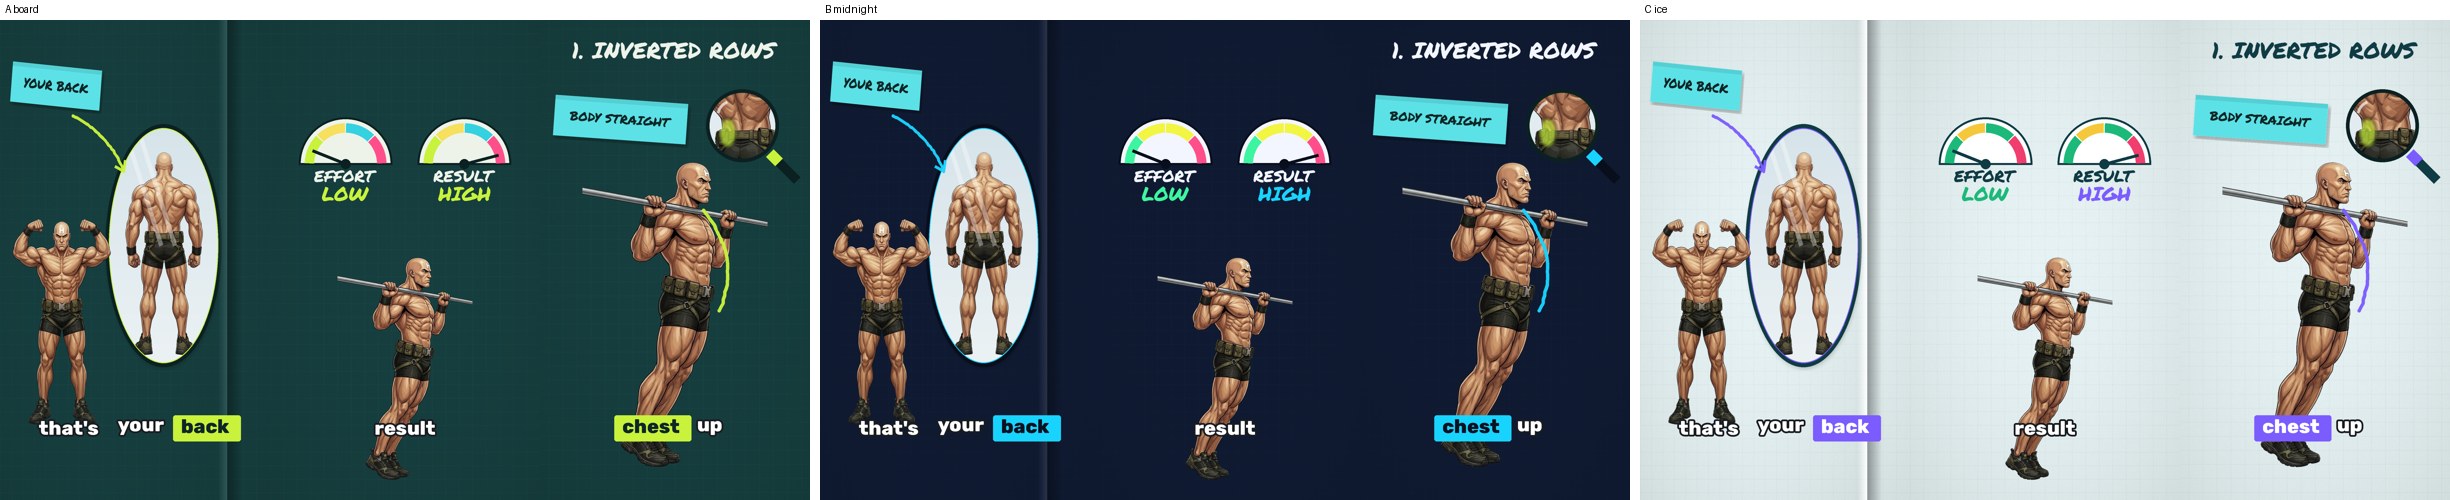 A board
1. INVERTED ROWS
YOUR BACK
BODY STRAIGHT
EFFORT
LOW
RESULT
HIGH
that's your back
result
chest up
B midnight
1. INVERTED ROWS
YOUR BACK
BODY STRAIGHT
EFFORT
LOW
RESULT
HIGH
that's your back
result
chest up
C ice
1. INVERTED ROWS
YOUR BACK
BODY STRAIGHT
EFFORT
LOW
RESULT
HIGH
that's your back
result
chest up